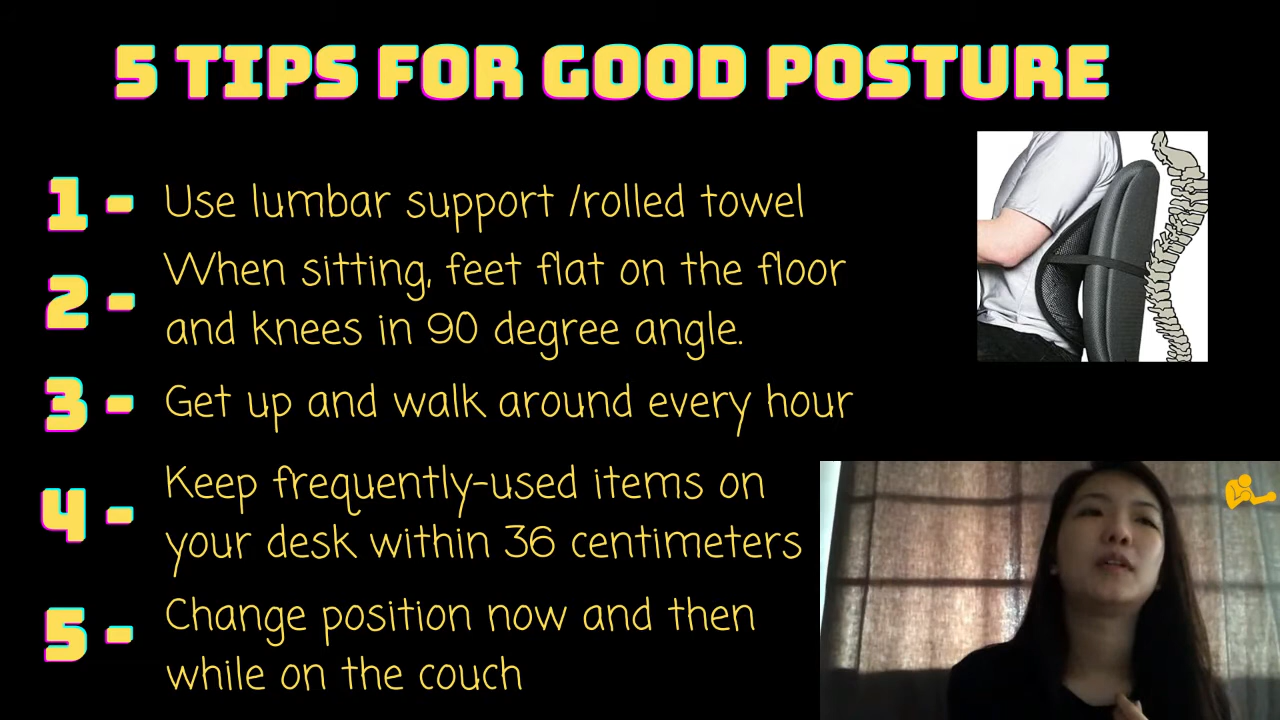 5 TIPS FOR GOOD POSTURE
1 - Use lumbar support /rolled towel
2 - When sitting, feet flat on the floor
and knees in 90 degree angle.
3 - Get up and walk around every hour
4 - Keep frequently-used items on
your desk within 36 centimeters
5 - Change position now and then
while on the couch